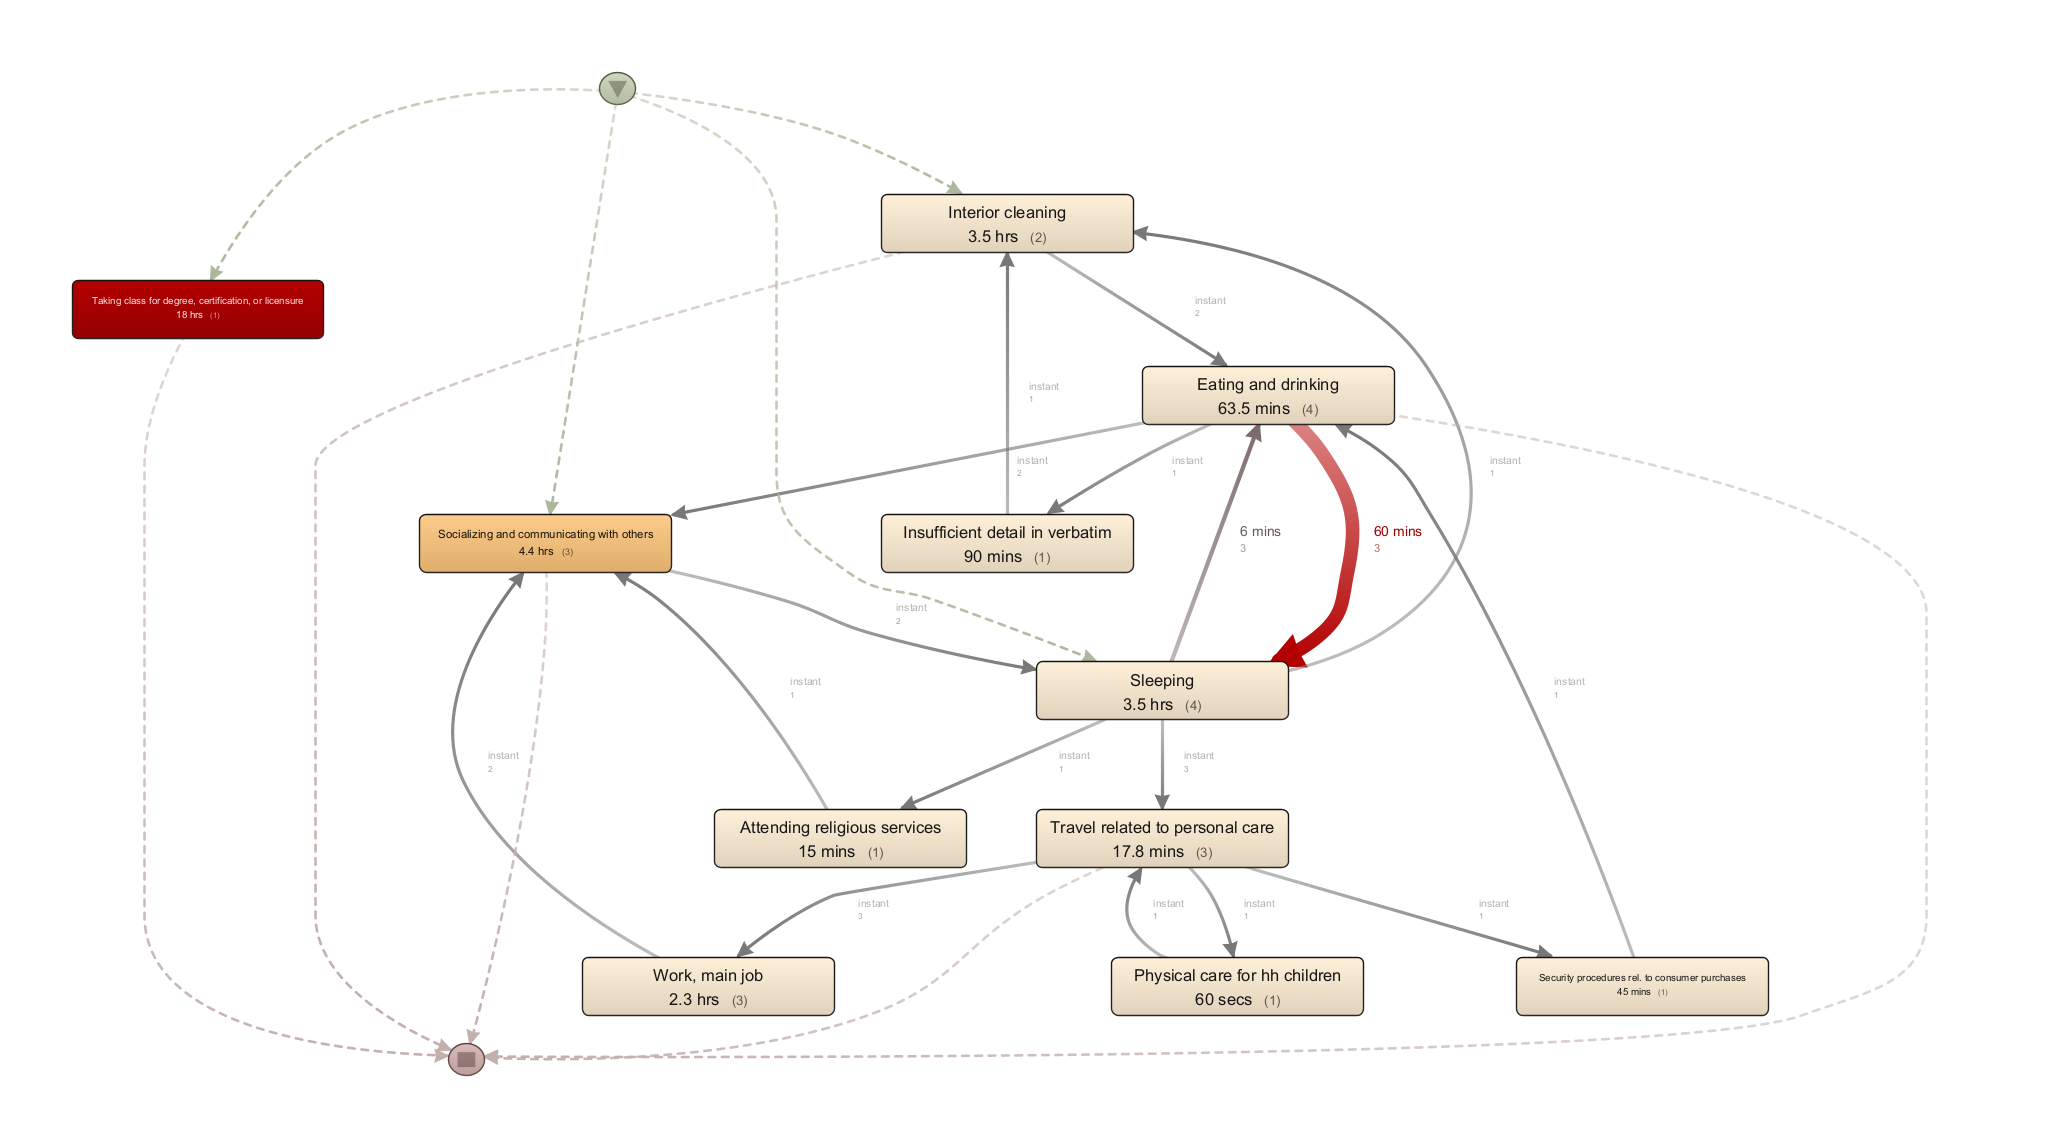 Interior cleaning
3.5 hrs (2)
Taking class for degree, certification, or licensure
18 hrs (1)
instant
2
instant
1
Eating and drinking
63.5 mins (4)
instant
2
instant
1
instant
1
Socializing and communicating with others
4.4 hrs (3)
Insufficient detail in verbatim
90 mins (1)
6 mins
3
60 mins
3
instant
2
Sleeping
3.5 hrs (4)
instant
1
instant
1
instant
2
instant
1
instant
3
Attending religious services
15 mins (1)
Travel related to personal care
17.8 mins (3)
instant
3
instant
1
instant
1
instant
1
Work, main job
2.3 hrs (3)
Physical care for hh children
60 secs (1)
Security procedures rel. to consumer purchases
45 mins (1)